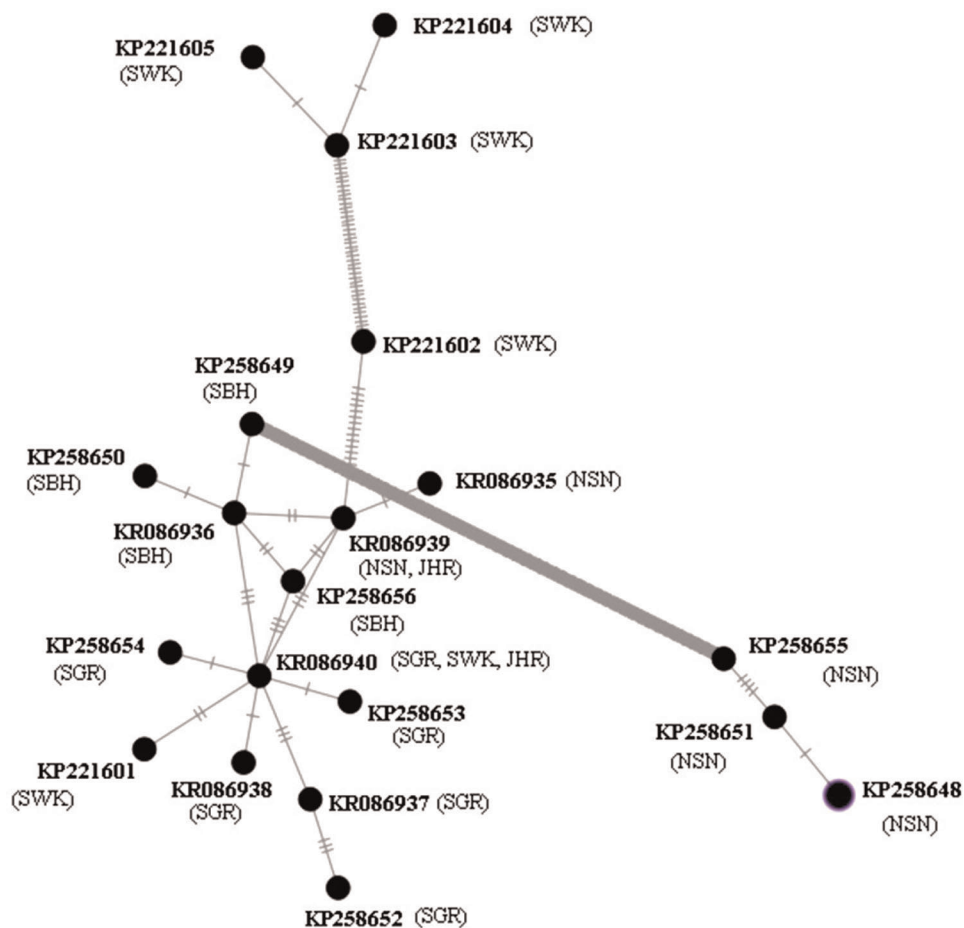 KP221604 (SWK)
KP221605
(SWK)
KP221603 (SWK)
KP221602 (SWK)
KP258649
(SBH)
KP258650
(SBH)
KR086935 (NSN)
KR086936
(SBH)
KR086939
(NSN, JHR)
KP258656
(SBH)
KP258654
(SGR)
KR086940 (SGR, SWK, JHR)
KP258655
(NSN)
KP258653
(SGR)
KP258651
(NSN)
KP221601
(SWK)
KR086938
(SGR)
KR086937 (SGR)
KP258648
(NSN)
KP258652 (SGR)